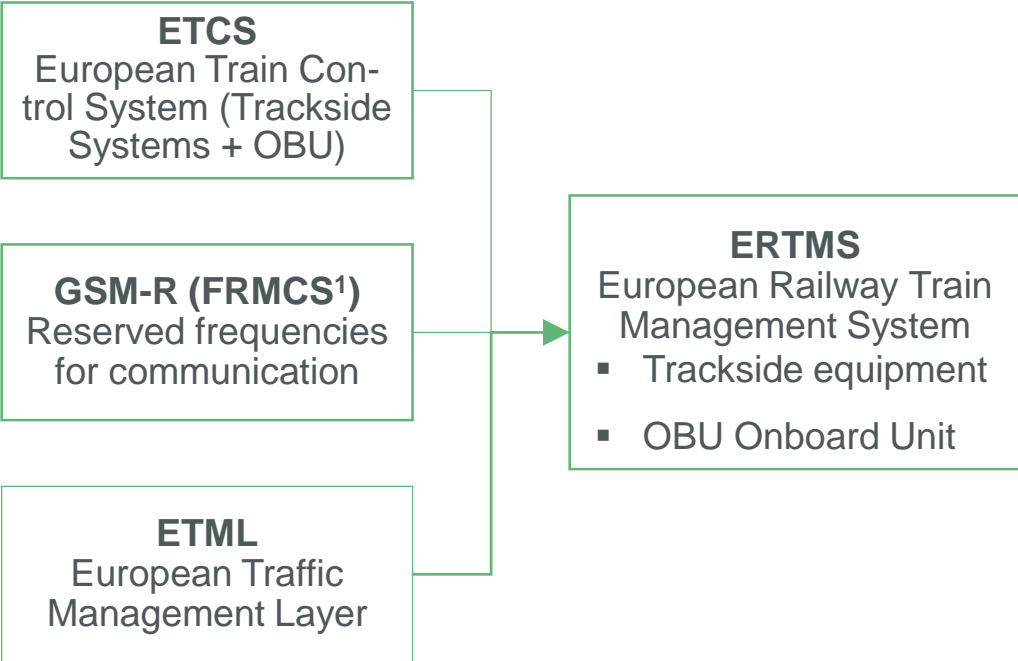 ETCS
European Train Con-
trol System (Trackside
Systems + OBU)
GSM-R (FRMCS¹)
Reserved frequencies
for communication
ETML
European Traffic
Management Layer
ERTMS
European Railway Train
Management System
▪ Trackside equipment
▪ OBU Onboard Unit